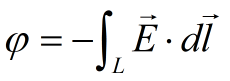 φ = −∫_L E⃗ · dl⃗